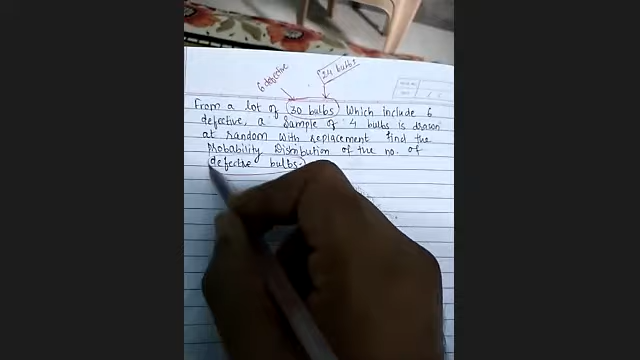 6 defective
24 bulbs
From a lot of 30 bulbs Which include 6
defective, a Sample of 4 bulbs is drawn
at random with replacement find the
Probability Distribution of the no. of
defective bulbs.